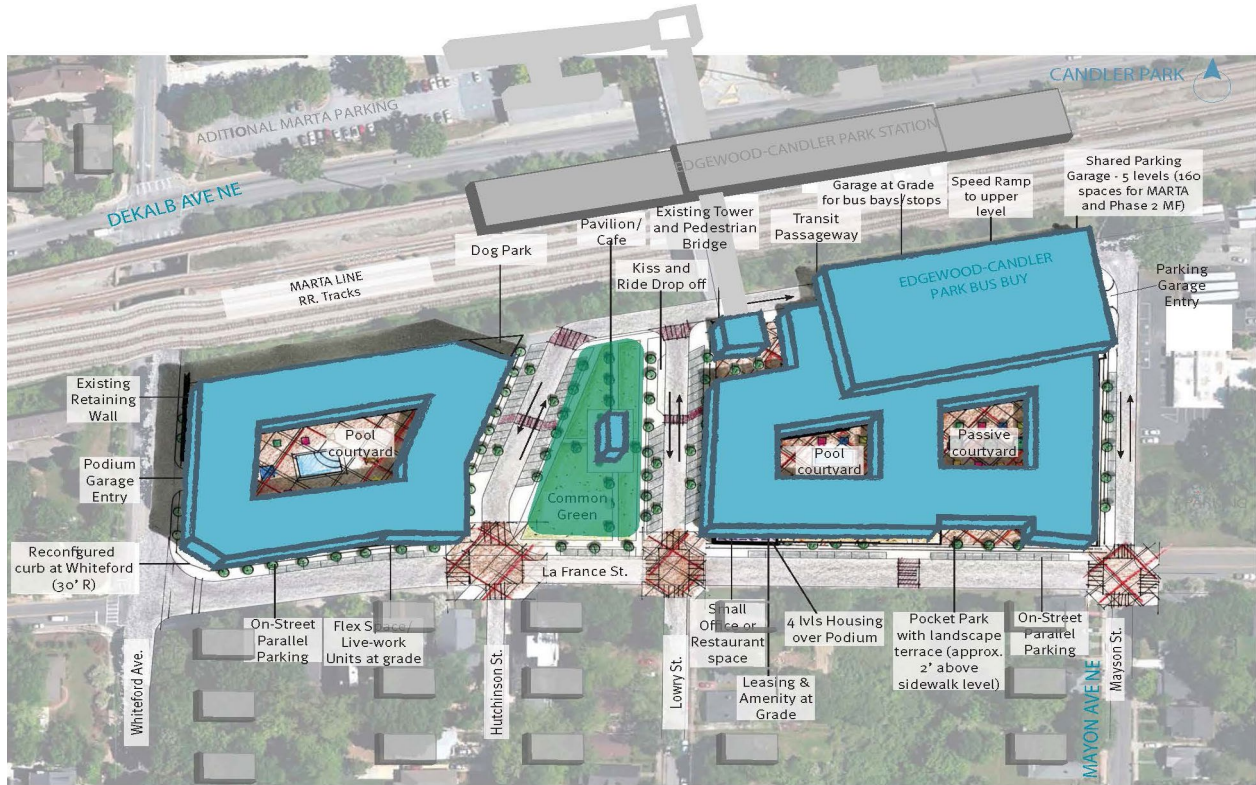 CANDLER PARK
ADITIONAL MARTA PARKING
EDGEWOOD-CANDLER PARK STATION
DEKALB AVE NE
MARTA LINE
RR. Tracks
Dog Park
Pavilion/
Cafe
Existing Tower
and Pedestrian
Bridge
Kiss and
Ride Drop off
Transit
Passageway
Garage at Grade
for bus bays/stops
Speed Ramp
to upper
level
Shared Parking
Garage - 5 levels (160
spaces for MARTA
and Phase 2 MF)
EDGEWOOD-CANDLER
PARK BUS BUY
Parking
Garage
Entry
Existing
Retaining
Wall
Podium
Garage
Entry
Reconfigured
curb at Whiteford
(30' R)
Pool
courtyard
Common
Green
Pool
courtyard
Passive
courtyard
La France St.
On-Street
Parallel
Parking
Flex Space/
Live-work
Units at grade
Small
Office or
Restaurant
space
Leasing &
Amenity at
Grade
4 lvls Housing
over Podium
Pocket Park
with landscape
terrace (approx.
2' above
sidewalk level)
On-Street
Parallel
Parking
Whiteford Ave.
Hutchinson St.
Lowry St.
MAYON AVE NE
Mayson St.